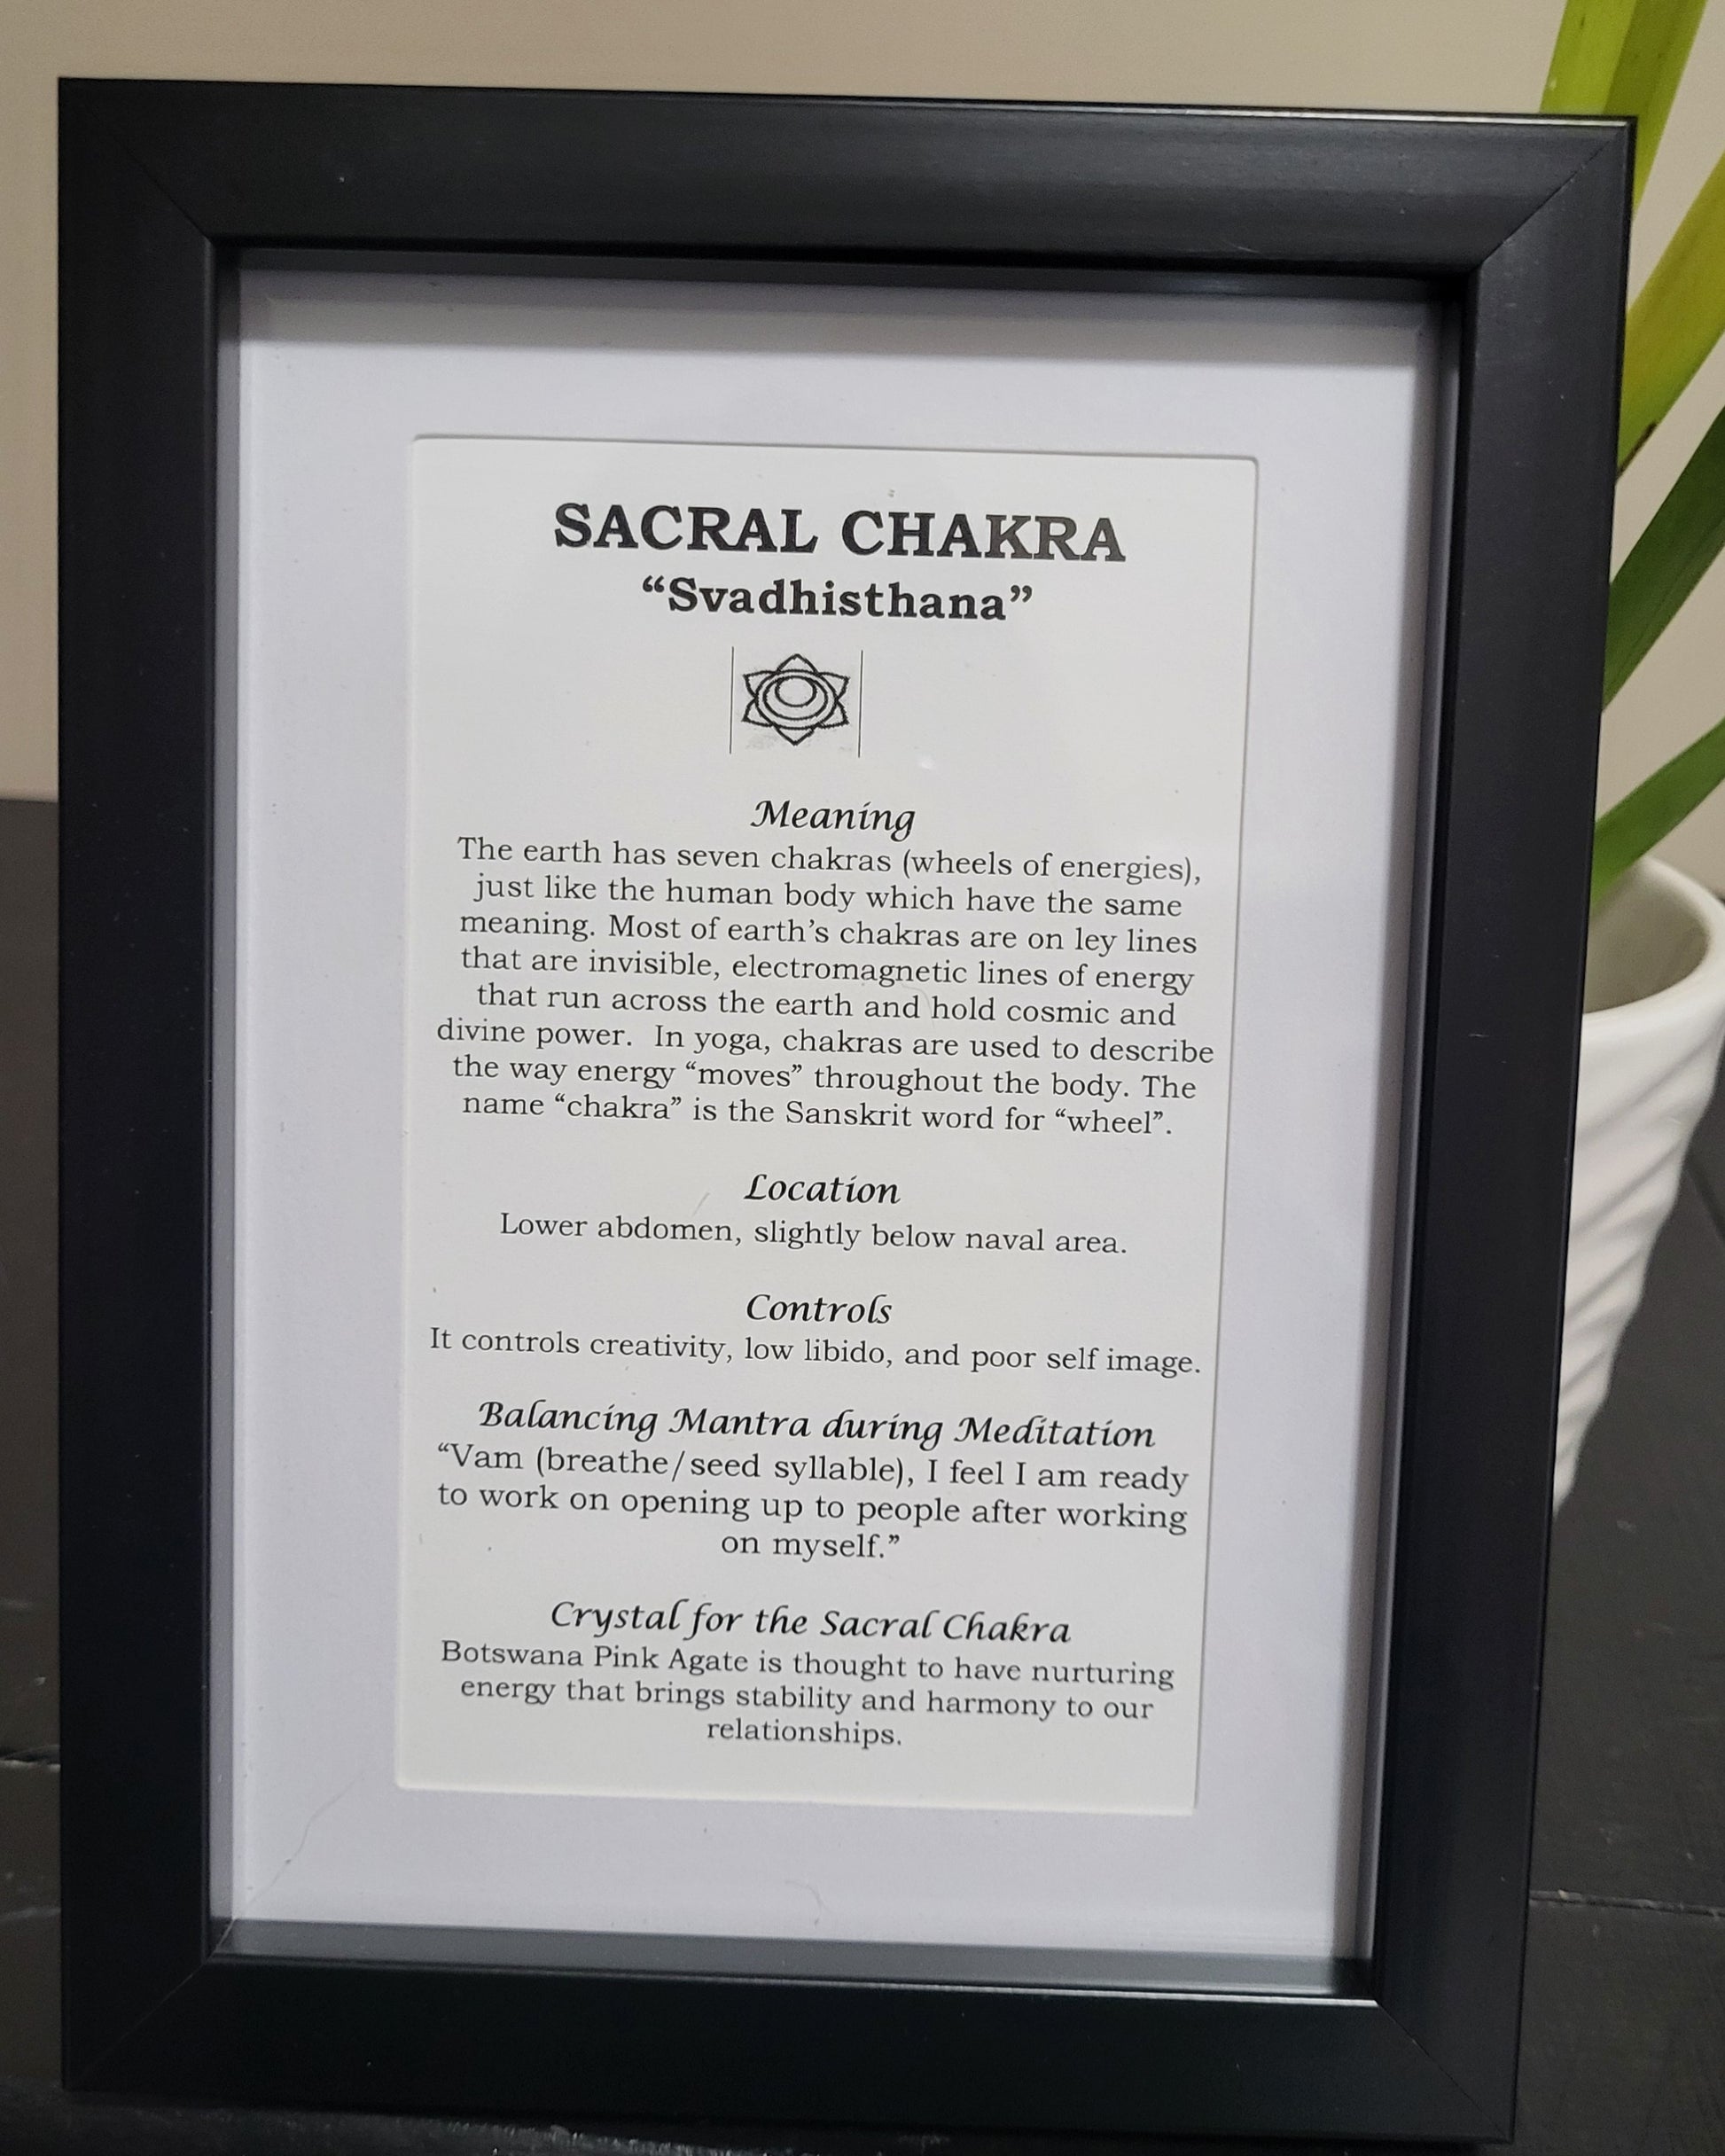 SACRAL CHAKRA
“Svadhisthana”
Meaning
The earth has seven chakras (wheels of energies),
just like the human body which have the same
meaning. Most of earth’s chakras are on ley lines
that are invisible, electromagnetic lines of energy
that run across the earth and hold cosmic and
divine power.  In yoga, chakras are used to describe
the way energy “moves” throughout the body. The
name “chakra” is the Sanskrit word for “wheel”.
Location
Lower abdomen, slightly below naval area.
Controls
It controls creativity, low libido, and poor self image.
Balancing Mantra during Meditation
“Vam (breathe/seed syllable), I feel I am ready
to work on opening up to people after working
on myself.”
Crystal for the Sacral Chakra
Botswana Pink Agate is thought to have nurturing
energy that brings stability and harmony to our
relationships.